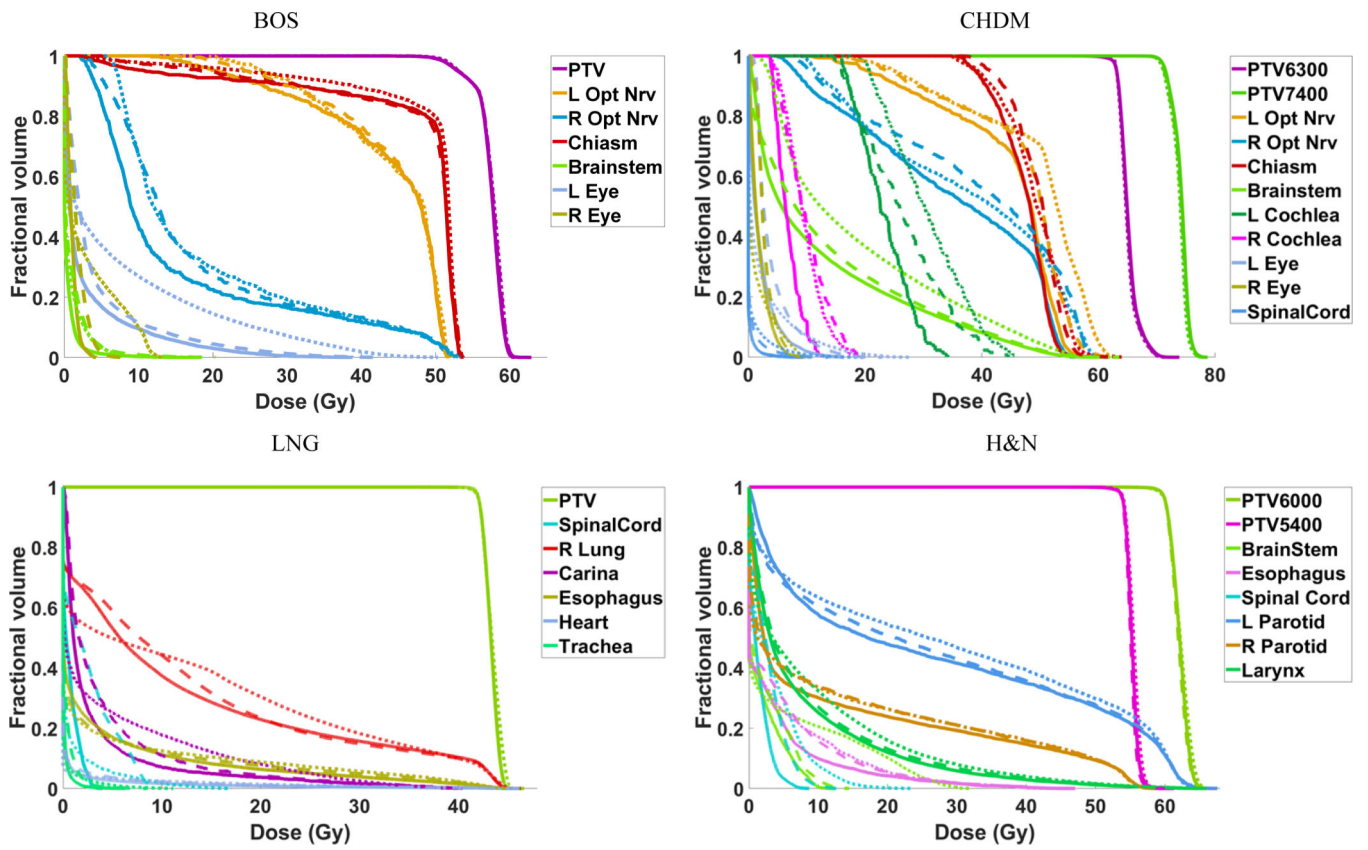 BOS
Fractional volume
1
0.8
0.6
0.4
0.2
0
0 10 20 30 40 50 60
Dose (Gy)
PTV
L Opt Nrv
R Opt Nrv
Chiasm
Brainstem
L Eye
R Eye
CHDM
Fractional volume
1
0.8
0.6
0.4
0.2
0
0 20 40 60 80
Dose (Gy)
PTV6300
PTV7400
L Opt Nrv
R Opt Nrv
Chiasm
Brainstem
L Cochlea
R Cochlea
L Eye
R Eye
SpinalCord
LNG
Fractional volume
1
0.8
0.6
0.4
0.2
0
0 10 20 30 40
Dose (Gy)
PTV
SpinalCord
R Lung
Carina
Esophagus
Heart
Trachea
H&N
Fractional volume
1
0.8
0.6
0.4
0.2
0
0 10 20 30 40 50 60
Dose (Gy)
PTV6000
PTV5400
BrainStem
Esophagus
Spinal Cord
L Parotid
R Parotid
Larynx